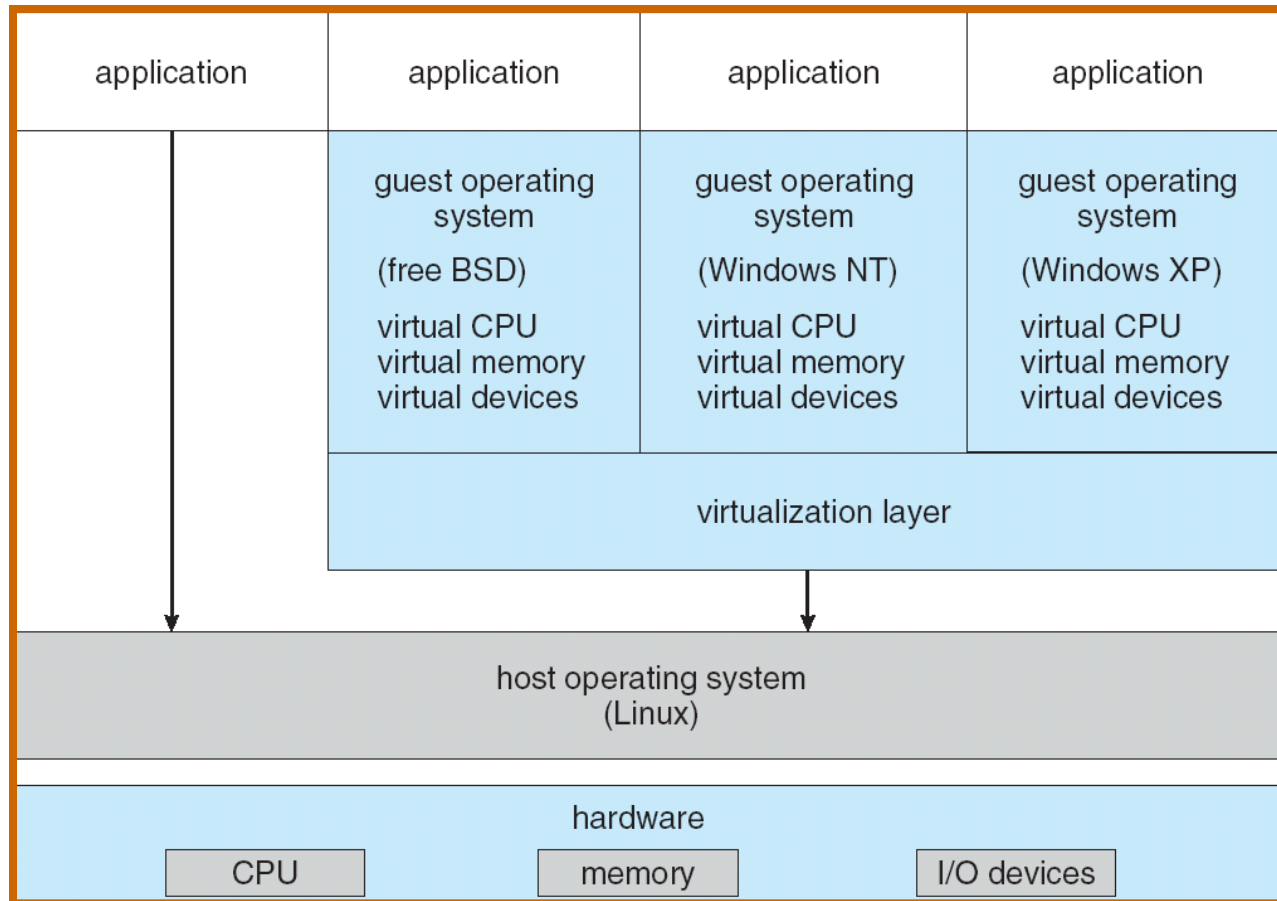 application
application
application
application
guest operating
system
(free BSD)
virtual CPU
virtual memory
virtual devices
guest operating
system
(Windows NT)
virtual CPU
virtual memory
virtual devices
guest operating
system
(Windows XP)
virtual CPU
virtual memory
virtual devices
virtualization layer
host operating system
(Linux)
hardware
CPU
memory
I/O devices